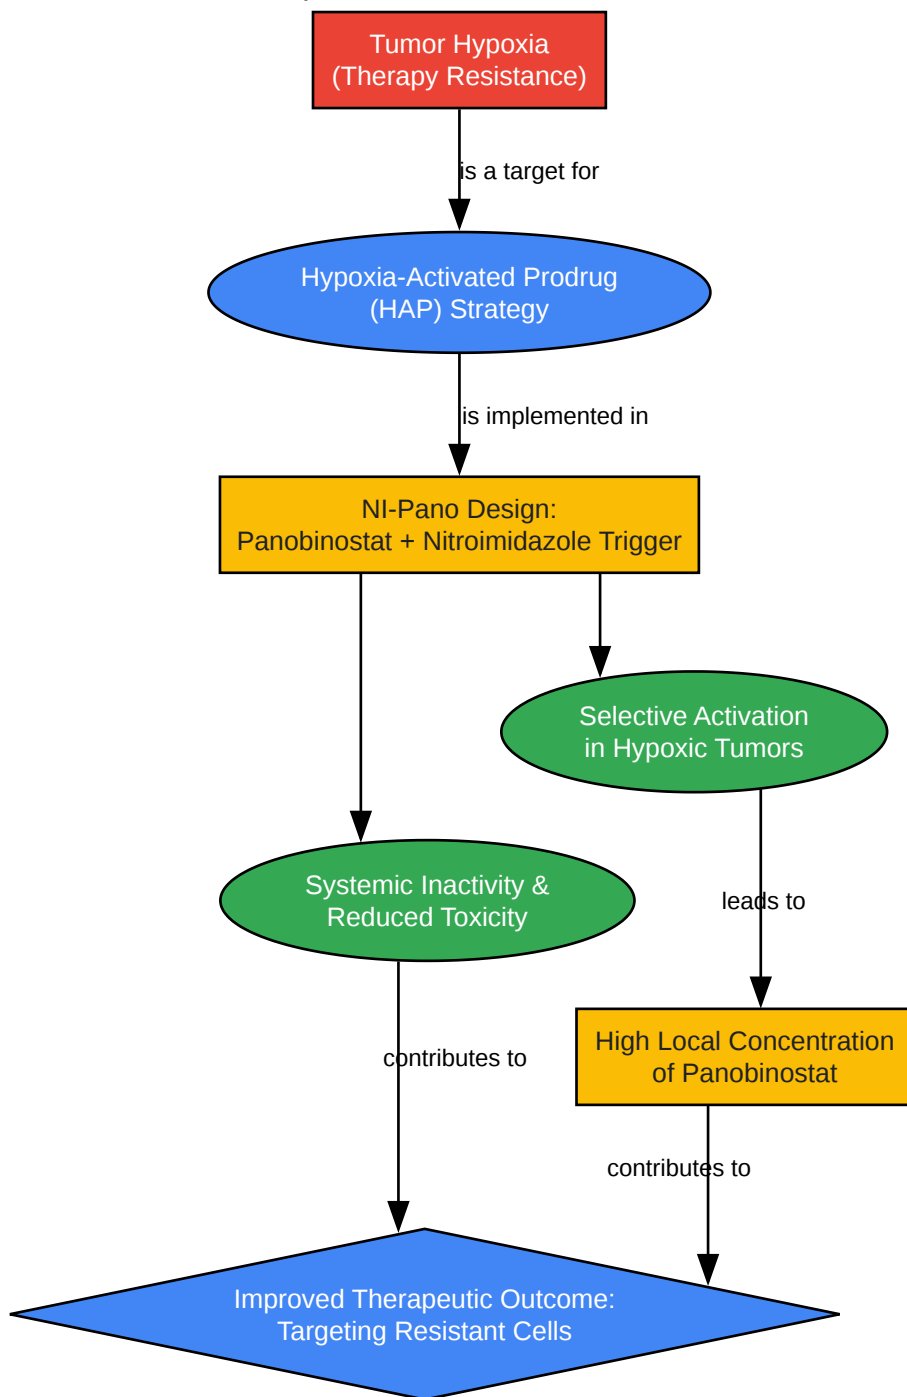 Tumor Hypoxia
(Therapy Resistance)
is a target for
Hypoxia-Activated Prodrug
(HAP) Strategy
is implemented in
NI-Pano Design:
Panobinostat + Nitroimidazole Trigger
Selective Activation
in Hypoxic Tumors
Systemic Inactivity &
Reduced Toxicity
leads to
High Local Concentration
of Panobinostat
contributes to
contributes to
Improved Therapeutic Outcome:
Targeting Resistant Cells